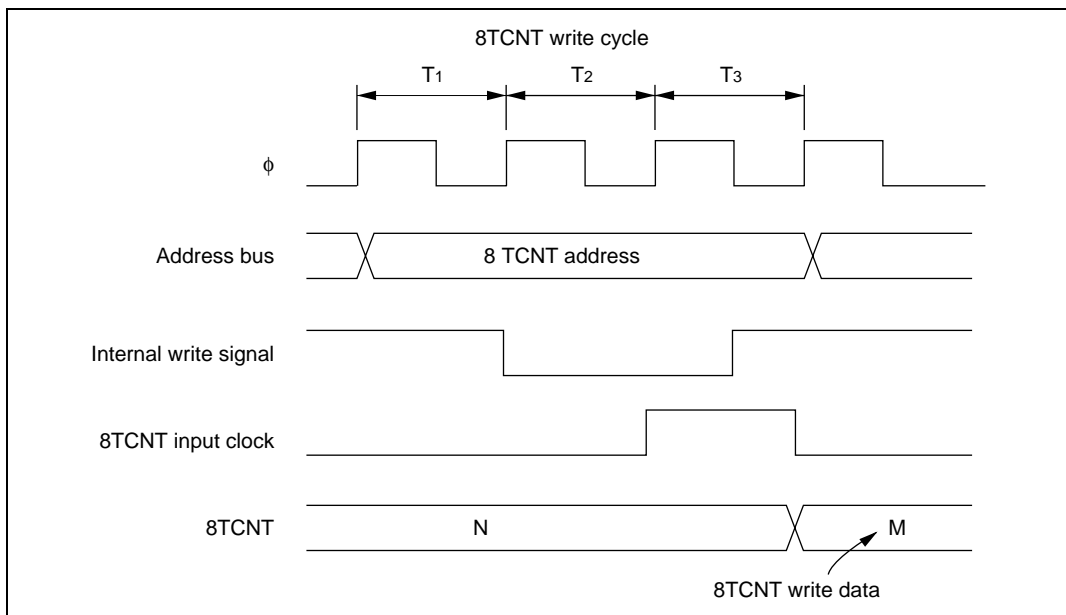 8TCNT write cycle
T1 T2 T3
φ
Address bus
8 TCNT address
Internal write signal
8TCNT input clock
8TCNT
N
M
8TCNT write data